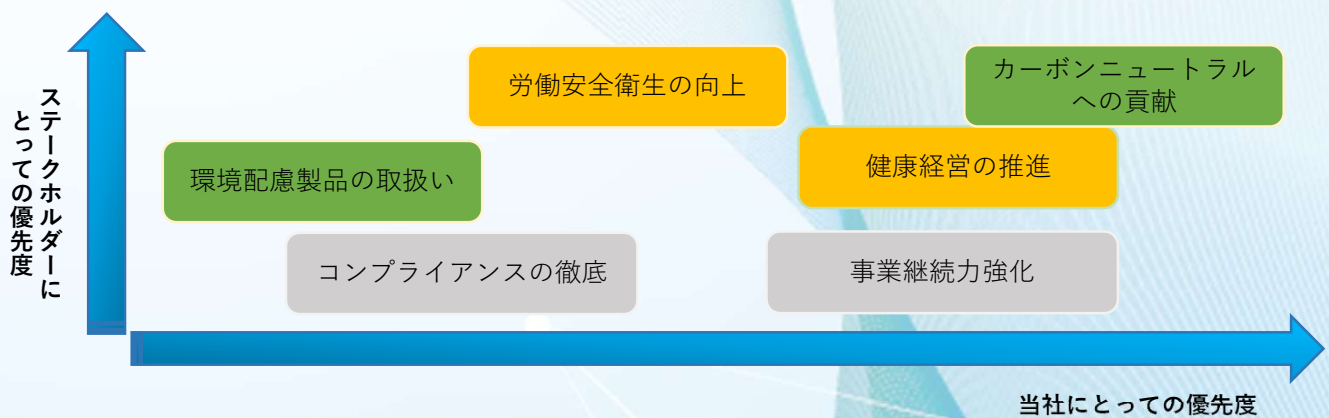 ステークホルダーに
とっての優先度
労働安全衛生の向上
カーボンニュートラル
への貢献
環境配慮製品の取扱い
健康経営の推進
コンプライアンスの徹底
事業継続力強化
当社にとっての優先度